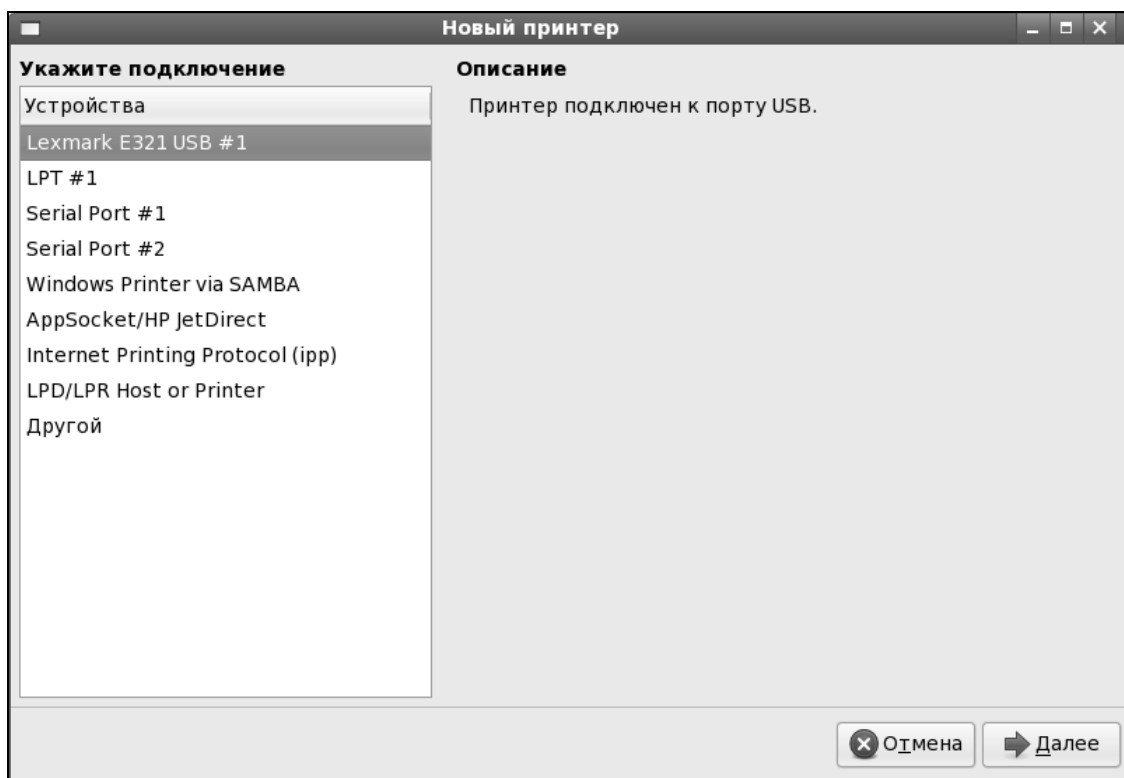 Новый принтер
Укажите подключение
Описание
Устройства
Принтер подключен к порту USB.
Lexmark E321 USB #1
LPT #1
Serial Port #1
Serial Port #2
Windows Printer via SAMBA
AppSocket/HP JetDirect
Internet Printing Protocol (ipp)
LPD/LPR Host or Printer
Другой
Отмена
Далее